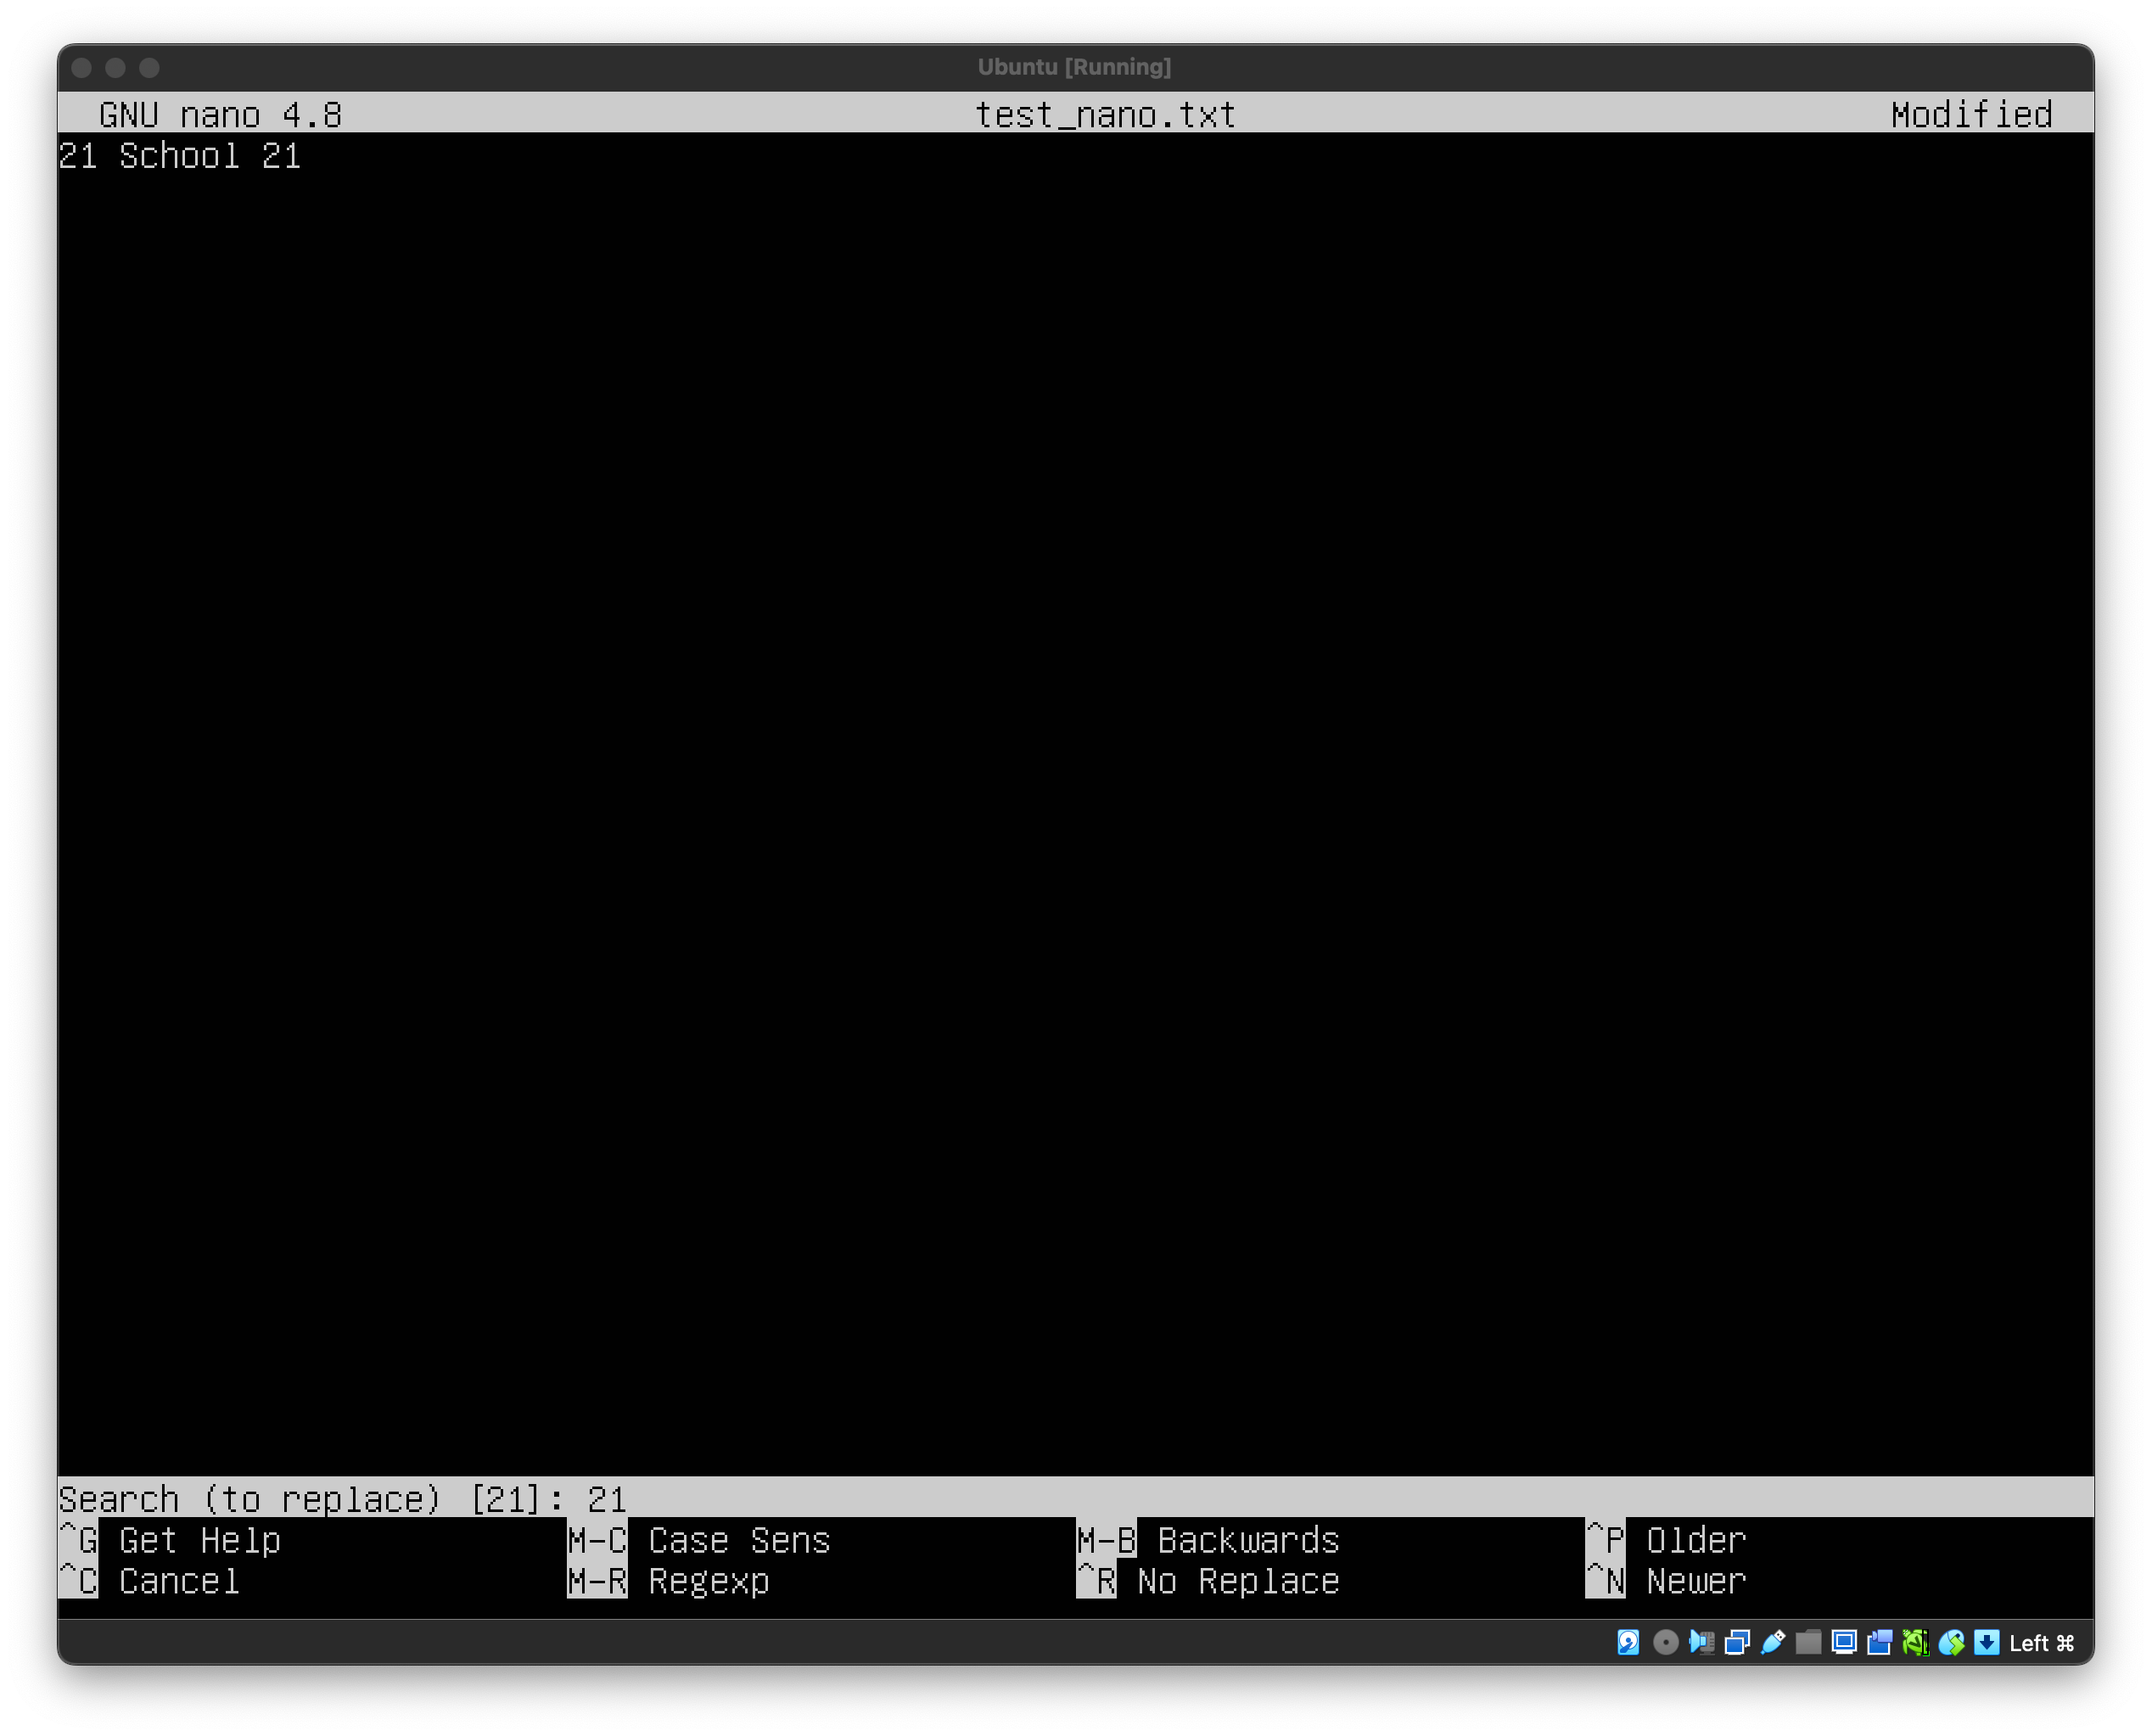 Ubuntu [Running]
GNU nano 4.8 test_nano.txt Modified
21 School 21
Search (to replace) [21]: 21
^G Get Help M-C Case Sens M-B Backwards ^P Older
^C Cancel M-R Regexp ^R No Replace ^N Newer
Left ⌘